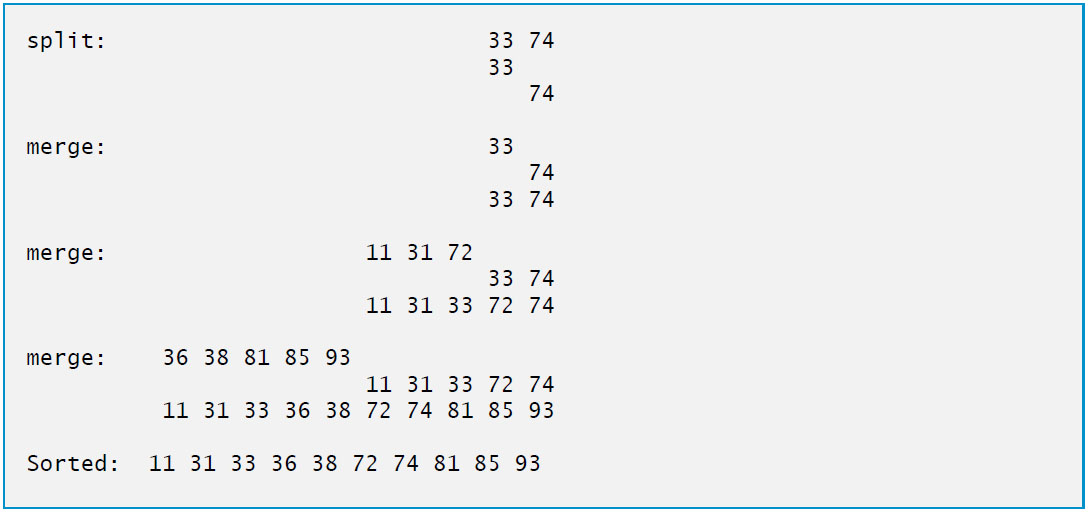 split:                            33 74
                                  33
                                     74
merge:                            33
                                     74
                                  33 74
merge:                   11 31 72
                                  33 74
                         11 31 33 72 74
merge:    36 38 81 85 93
                         11 31 33 72 74
          11 31 33 36 38 72 74 81 85 93
Sorted:  11 31 33 36 38 72 74 81 85 93